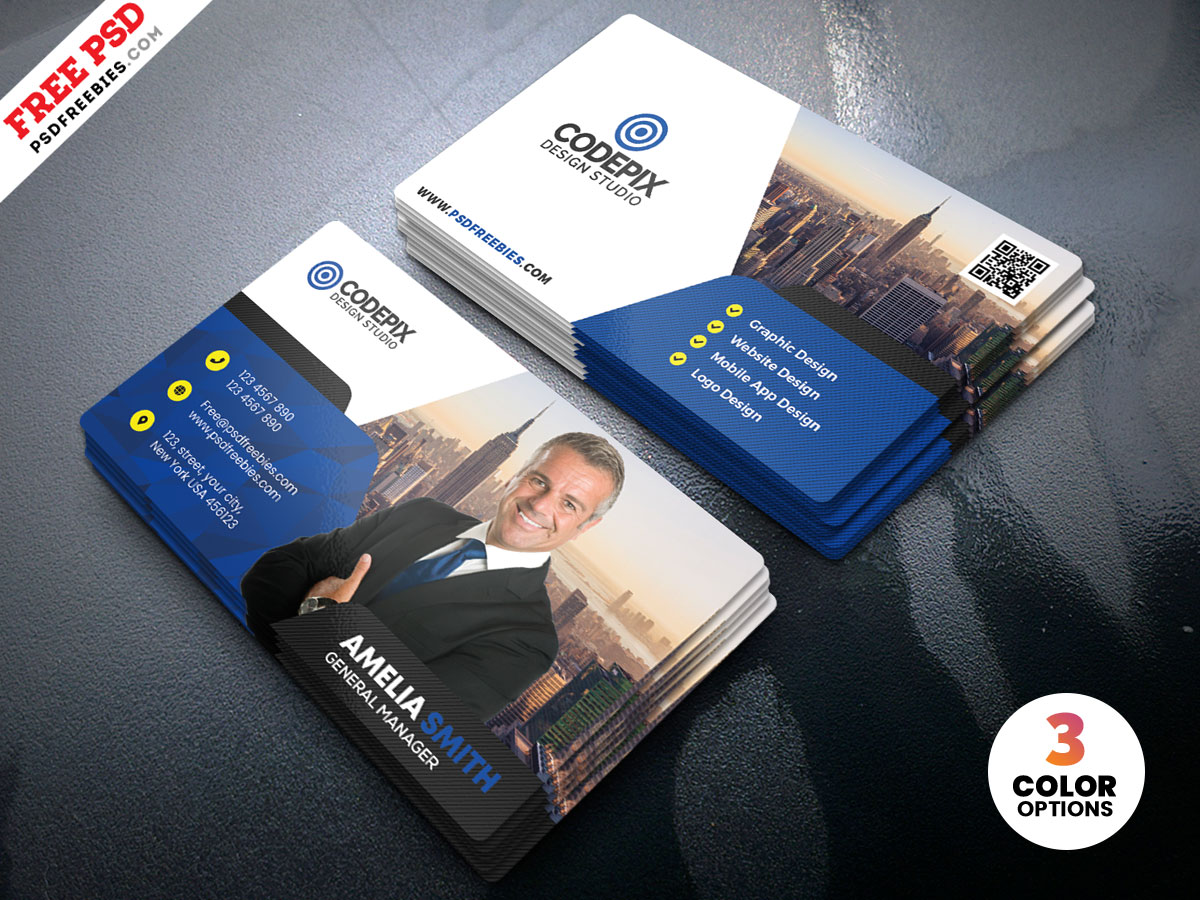 FREE PSD
PSDFREEBIES.COM
CODEPIX
DESIGN STUDIO
WWW.PSDFREEBIES.COM
Graphic Design
Website Design
Mobile App Design
Logo Design
CODEPIX
DESIGN STUDIO
123 4567 890
123 4567 890
Free@psdfreebies.com
www.psdfreebies.com
123, street, your city,
New York USA 456123
AMELIA SMITH
GENERAL MANAGER
3
COLOR
OPTIONS